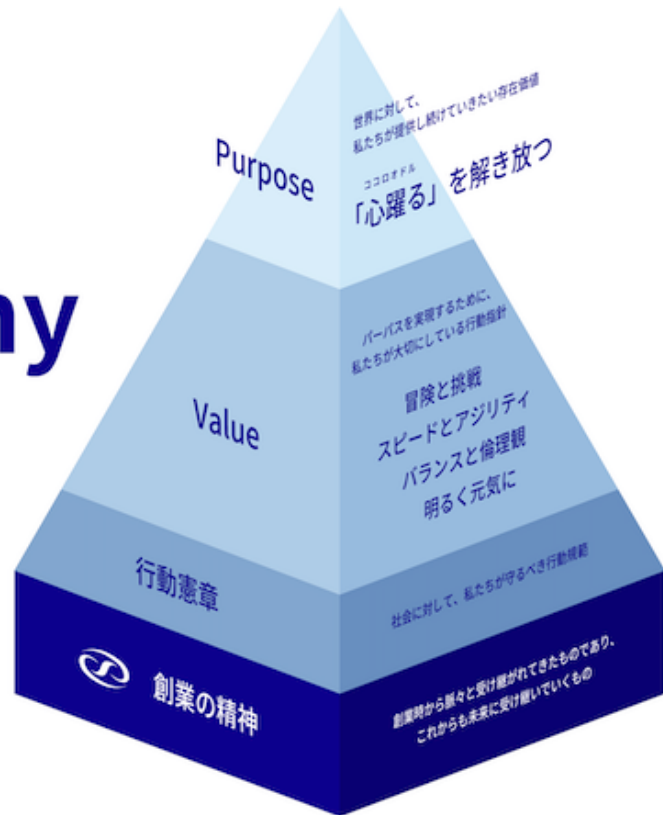 ny
Purpose
世界に対して、
私たちが提供し続けていきたい存在価値
ココロオドル
「心躍る」を解き放つ
Value
パーパスを実現するために、
私たちが大切にしている行動指針
冒険と挑戦
スピードとアジリティ
バランスと倫理観
明るく元気に
行動憲章
社会に対して、私たちが守るべき行動規範
創業の精神
創業時から脈々と受け継がれてきたものであり、
これからも未来に受け継いでいくもの